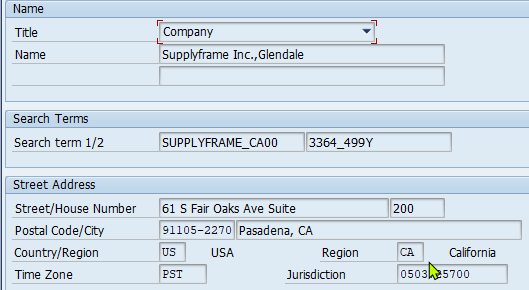 Name
Title Company
Name Supplyframe Inc.,Glendale
Search Terms
Search term 1/2 SUPPLYFRAME_CA00 3364_499Y
Street Address
Street/House Number 61 S Fair Oaks Ave Suite 200
Postal Code/City 91105-2270 Pasadena, CA
Country/Region US USA Region CA California
Time Zone PST Jurisdiction